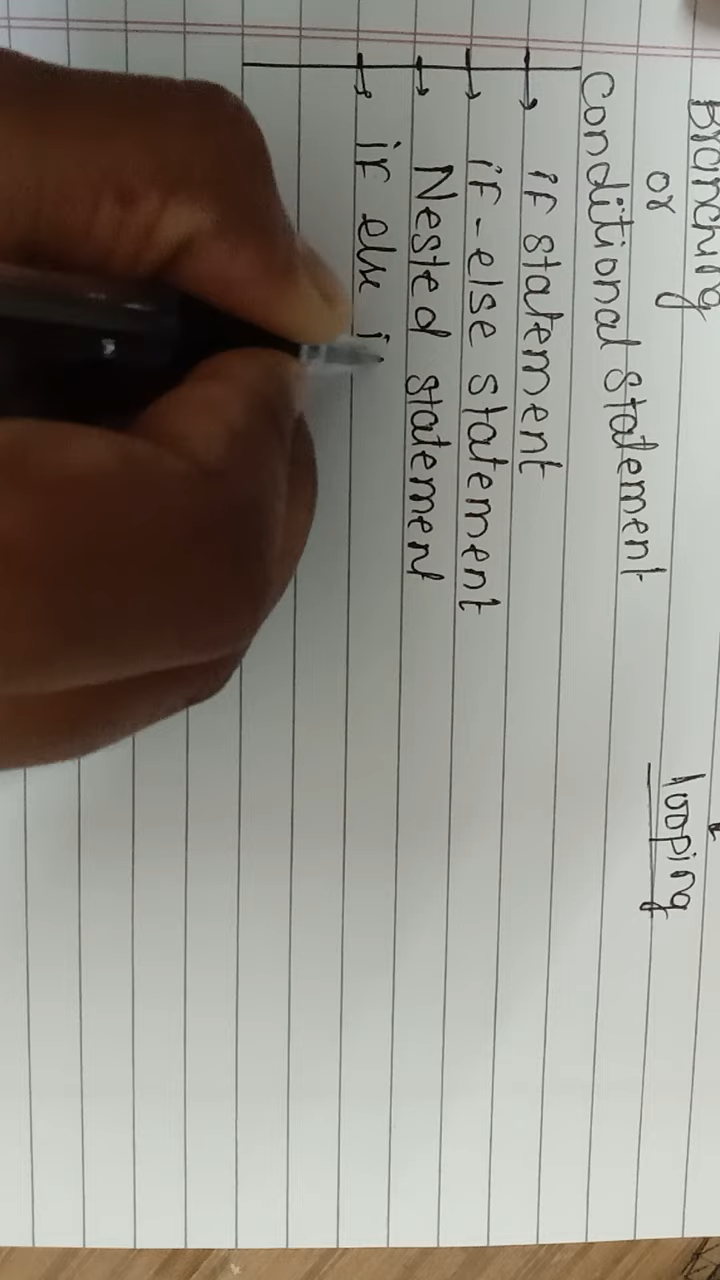 Branching
or
Conditional statement
looping
if statement
if-else statement
Nested statement
if else i